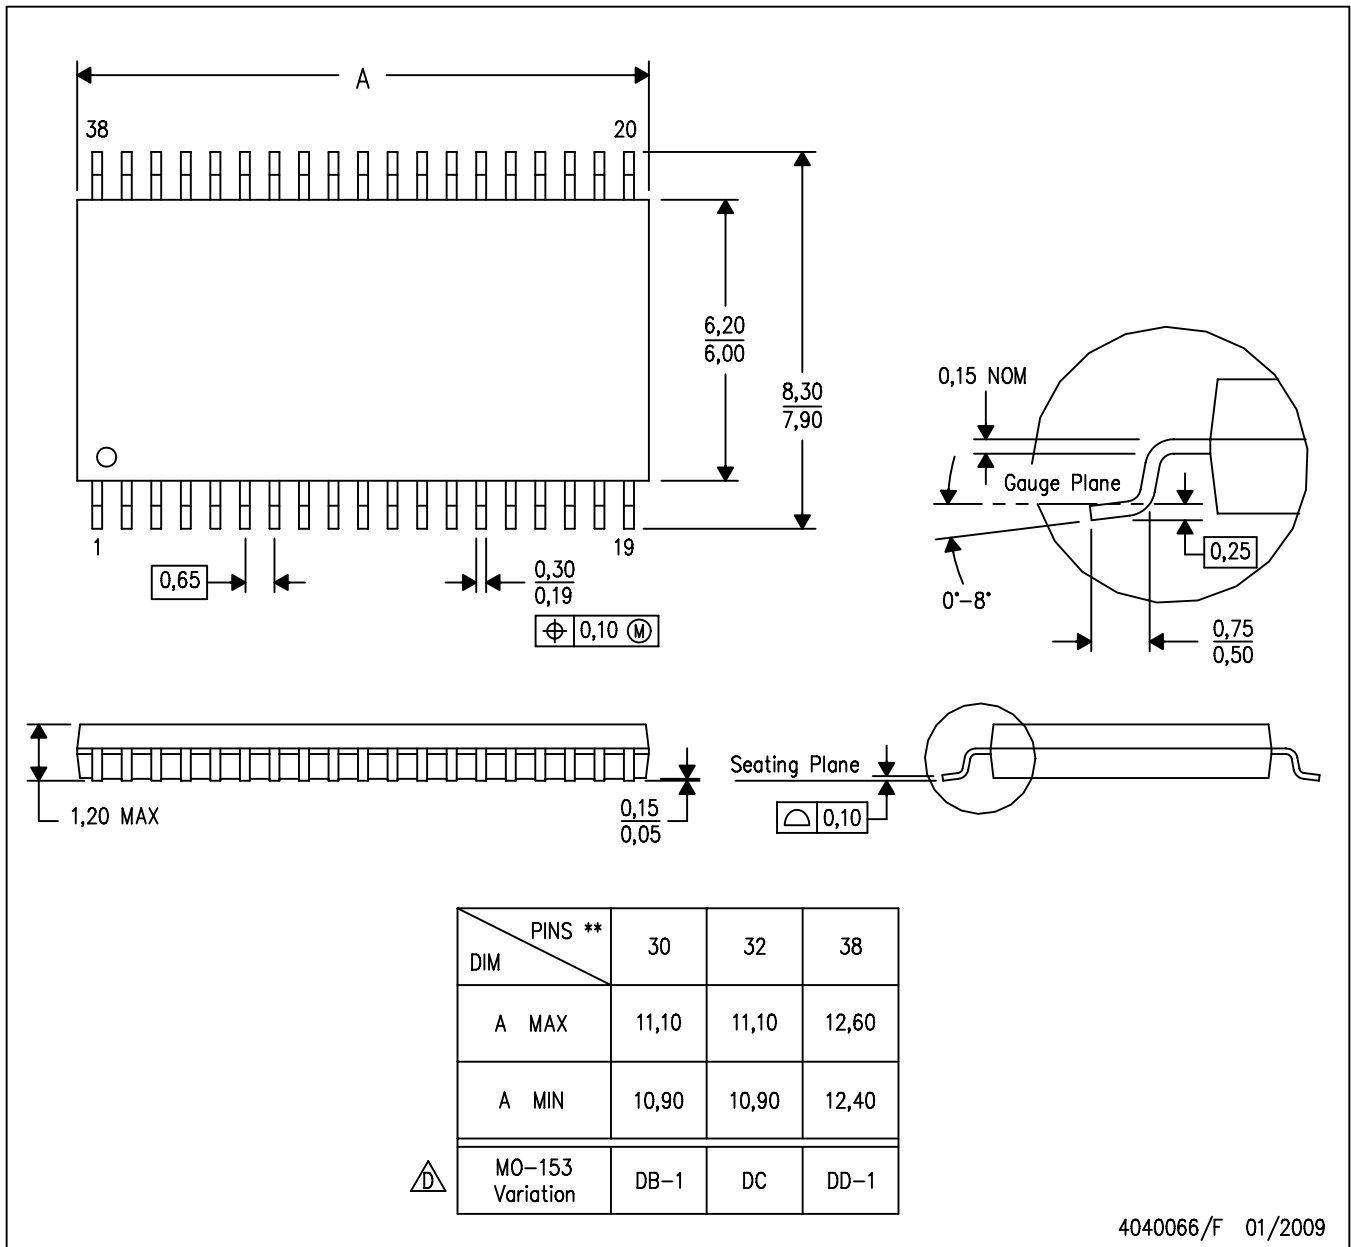 A
38 20
6,20
6,00
8,30
7,90
1 19
0,65
0,30
0,19
0,10 Ⓜ
0,15 NOM
Gauge Plane
0,25
0°–8°
0,75
0,50
1,20 MAX
0,15
0,05
Seating Plane
0,10
PINS ** 30 32 38
DIM
A MAX 11,10 11,10 12,60
A MIN 10,90 10,90 12,40
D
MO–153
Variation DB–1 DC DD–1
4040066/F 01/2009